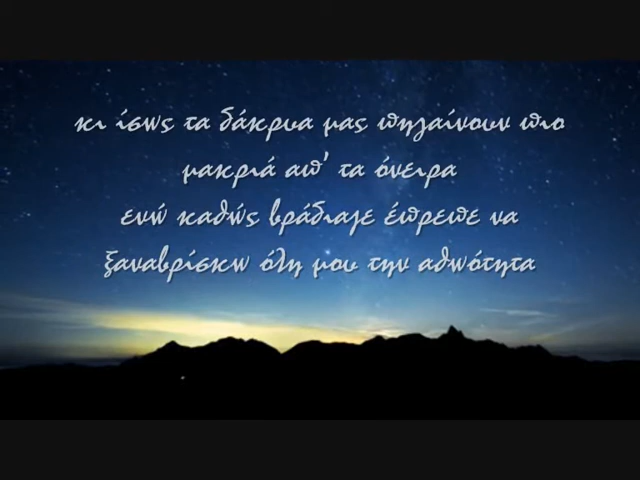 κι ίσως τα δάκρυα μας πηγαίνουν πιο
μακριά απ' τα όνειρα
ενώ καθώς βράδιαζε έπρεπε να
ξαναβρίσκω όλη μου την αθωότητα